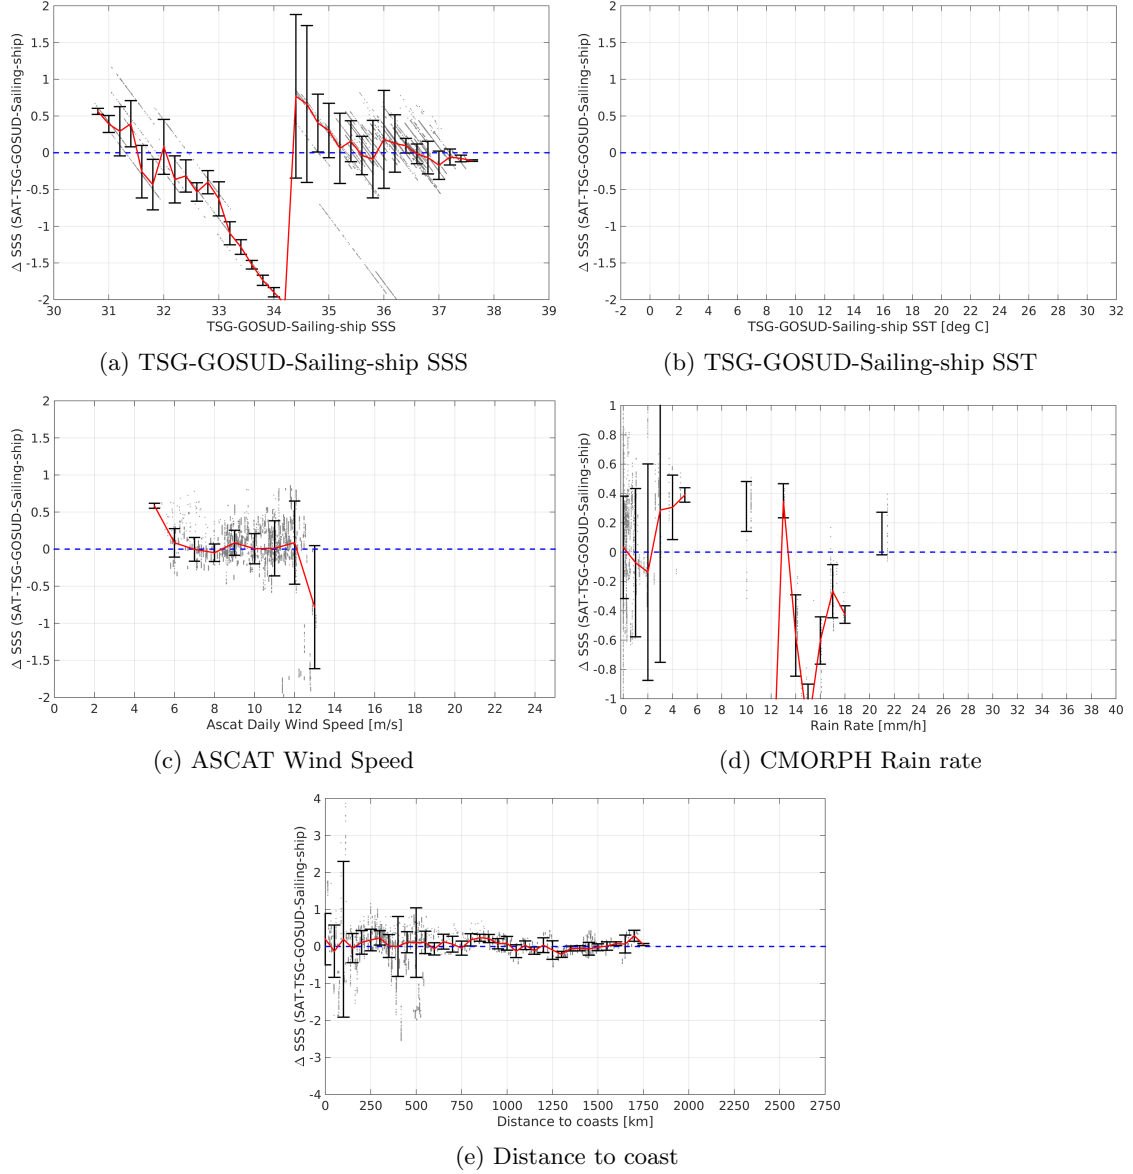 2
1.5
1
0.5
0
-0.5
-1
-1.5
-2
30 31 32 33 34 35 36 37 38 39
Δ SSS (SAT-TSG-GOSUD-Sailing-ship)
TSG-GOSUD-Sailing-ship SSS
(a) TSG-GOSUD-Sailing-ship SSS
2
1.5
1
0.5
0
-0.5
-1
-1.5
-2
-2 0 2 4 6 8 10 12 14 16 18 20 22 24 26 28 30 32
Δ SSS (SAT-TSG-GOSUD-Sailing-ship)
TSG-GOSUD-Sailing-ship SST [deg C]
(b) TSG-GOSUD-Sailing-ship SST
2
1.5
1
0.5
0
-0.5
-1
-1.5
-2
0 2 4 6 8 10 12 14 16 18 20 22 24
Δ SSS (SAT-TSG-GOSUD-Sailing-ship)
Ascat Daily Wind Speed [m/s]
(c) ASCAT Wind Speed
1
0.8
0.6
0.4
0.2
0
-0.2
-0.4
-0.6
-0.8
-1
0 2 4 6 8 10 12 14 16 18 20 22 24 26 28 30 32 34 36 38 40
Δ SSS (SAT-TSG-GOSUD-Sailing-ship)
Rain Rate [mm/h]
(d) CMORPH Rain rate
4
3
2
1
0
-1
-2
-3
-4
0 250 500 750 1000 1250 1500 1750 2000 2250 2500 2750
Δ SSS (SAT-TSG-GOSUD-Sailing-ship)
Distance to coasts [km]
(e) Distance to coast